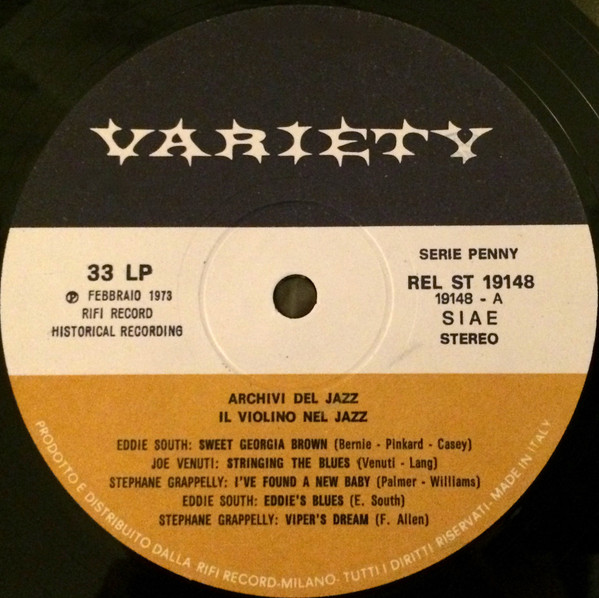 VARIETY
33 LP
℗ FEBBRAIO 1973
RIFI RECORD
HISTORICAL RECORDING
SERIE PENNY
REL ST 19148
19148 - A
SIAE
STEREO
ARCHIVI DEL JAZZ
IL VIOLINO NEL JAZZ
EDDIE SOUTH: SWEET GEORGIA BROWN (Bernie - Pinkard - Casey)
JOE VENUTI: STRINGING THE BLUES (Venuti - Lang)
STEPHANE GRAPPELLY: I'VE FOUND A NEW BABY (Palmer - Williams)
EDDIE SOUTH: EDDIE'S BLUES (E. South)
STEPHANE GRAPPELLY: VIPER'S DREAM (F. Allen)
PRODOTTO E DISTRIBUITO DALLA RIFI RECORD-MILANO- TUTTI I DIRITTI RISERVATI- MADE IN ITALY